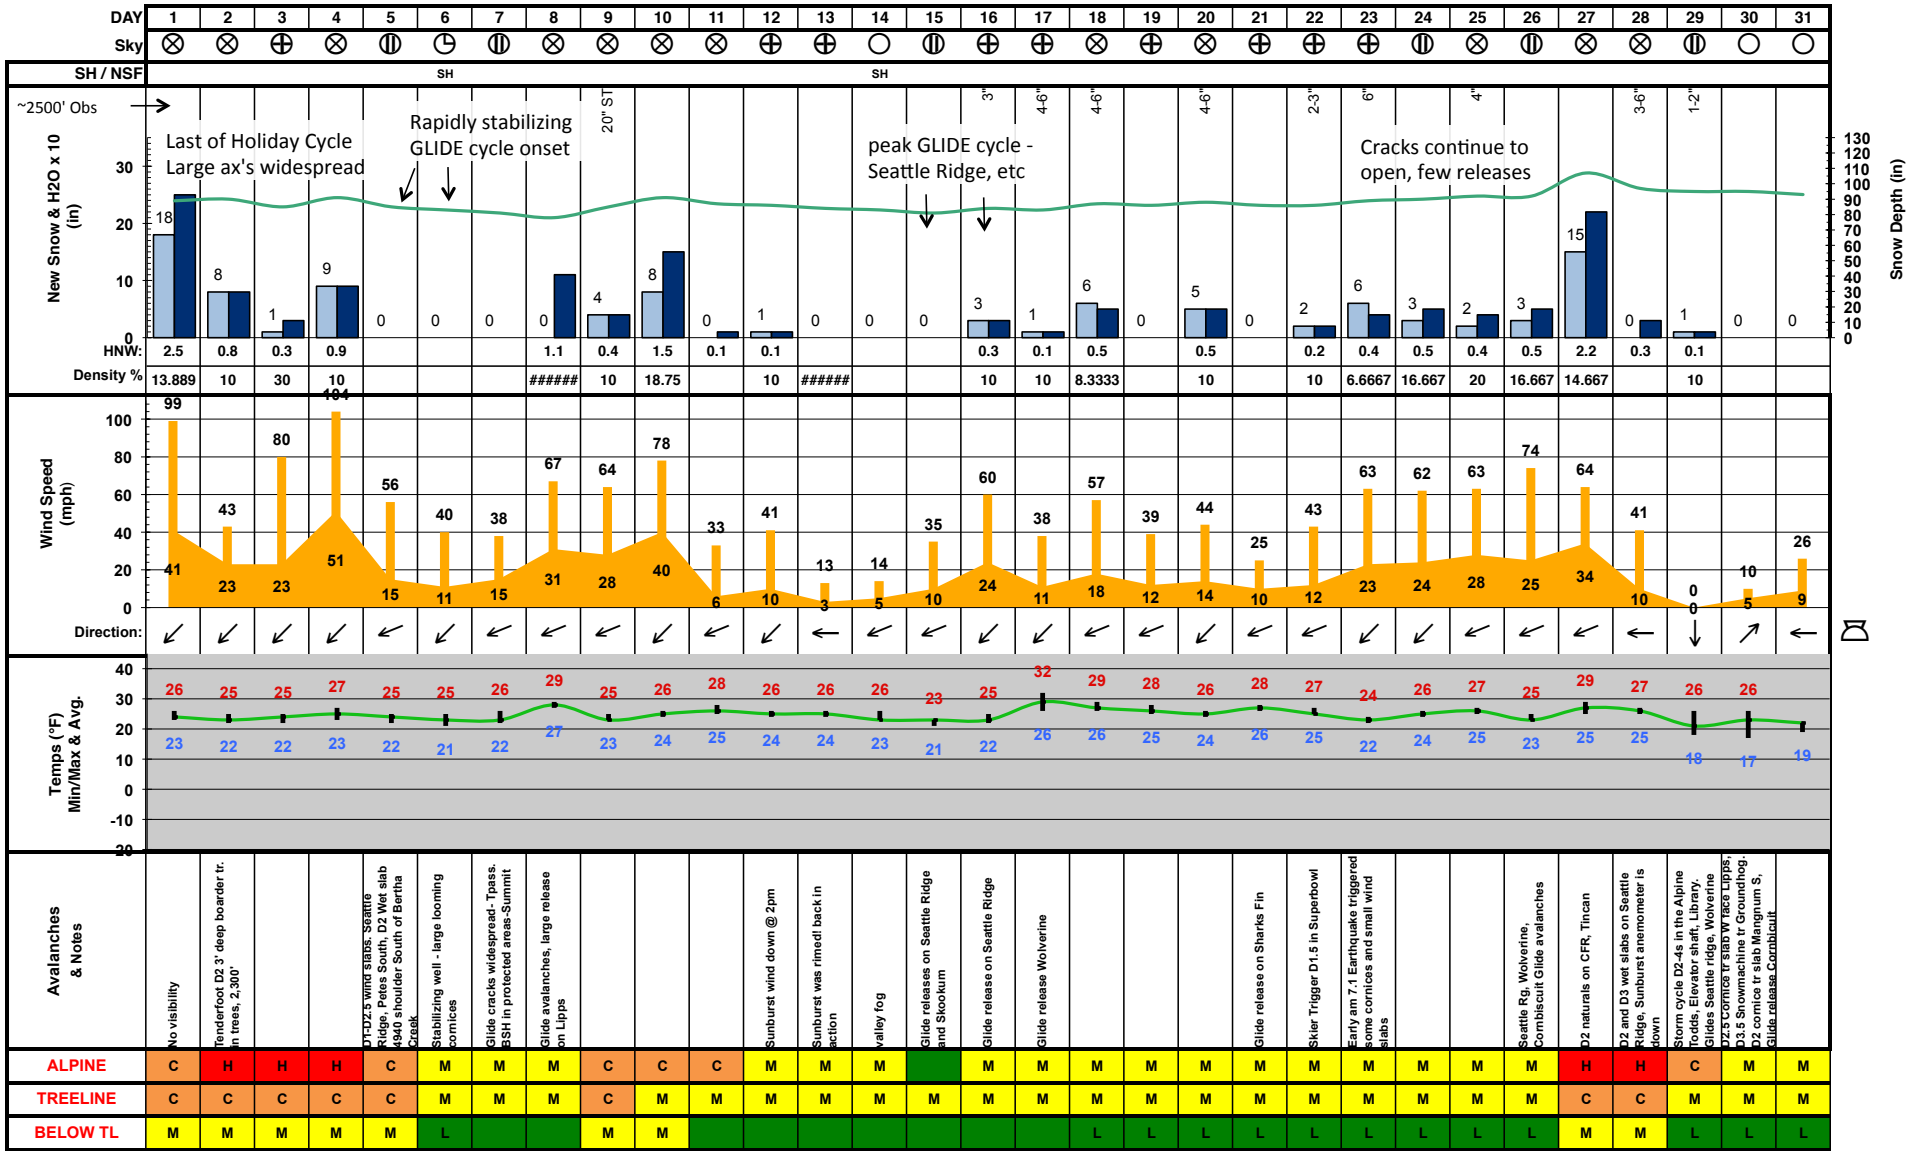 DAY 1 2 3 4 5 6 7 8 9 10 11 12 13 14 15 16 17 18 19 20 21 22 23 24 25 26 27 28 29 30 31
Sky
SH / NSF SH SH
~2500' Obs 20" ST 3" 4-6" 4-6" 4-6" 2-3" 6" 4" 3-6" 1-2"
Last of Holiday Cycle
Large ax's widespread
Rapidly stabilizing
GLIDE cycle onset
peak GLIDE cycle -
Seattle Ridge, etc
Cracks continue to
open, few releases
New Snow & H2O x 10
(in)
30
20
10
0
130
120
110
100
90
80
70
60
50
40
30
20
10
0
Snow Depth (in)
18 8 1 9 0 0 0 0 4 8 0 1 0 0 0 3 1 6 0 5 0 2 6 3 2 3 15 0 1 0 0
HNW: 2.5 0.8 0.3 0.9 1.1 0.4 1.5 0.1 0.1 0.3 0.1 0.5 0.5 0.2 0.4 0.5 0.4 0.5 2.2 0.3 0.1
Density % 13.889 10 30 10 ###### 10 18.75 10 ###### 10 10 8.3333 10 10 6.6667 16.667 20 16.667 14.667 10
Wind Speed
(mph)
100
80
60
40
20
0
99 43 80 104 56 40 38 67 64 78 33 41 13 14 35 60 38 57 39 44 25 43 63 62 63 74 64 41 0 10 26
41 23 23 51 15 11 15 31 28 40 6 10 3 5 10 24 11 18 12 14 10 12 23 24 28 25 34 10 0 5 9
Direction:
Temps (°F)
Min/Max & Avg.
40
30
20
10
0
-10
-20
26 25 25 27 25 25 26 29 25 26 28 26 26 26 23 25 32 29 28 26 28 27 24 26 27 25 29 27 26 26
23 22 22 23 22 21 22 27 23 24 25 24 24 23 21 22 26 26 25 24 26 25 22 24 25 23 25 25 18 17 19
Avalanches
& Notes
No visibility
Tenderfoot D2 3' deep boarder tr.
in trees, 2,300'
D1-D2.5 wind slabs. Seattle
Ridge, Petes South, D2 Wet slab
4940 shoulder South of Bertha
Creek
Stabilizing well - large looming
cornices
Glide cracks widespread- Tpass.
BSH in protected areas-Summit
Glide avalanches, large release
on Lipps
Sunburst wind down @ 2pm
Sunburst was rimed! back in
action
valley fog
Glide releases on Seattle Ridge
and Skookum
Glide release on Seattle Ridge
Glide release Wolverine
Glide release on Sharks Fin
Skier Trigger D1.5 in Superbowl
Early am 7.1 Earthquake triggered
some cornices and small wind
slabs
Seattle Rg, Wolverine,
Cornbiscuit Glide avalanches
D2 naturals on CFR, Tincan
D2 and D3 wet slabs on Seattle
Ridge, Sunburst anemometer is
down
Storm cycle D2-4s in the Alpine
Todds, Elevator shaft, Library.
Glides Seattle ridge, Wolverine
D2.5 Cornice tr slab W face Lipps,
D3.5 Snowmachine tr Groundhog.
D2 cornice tr slab Mangnum S,
Glide release Cornbicuit
ALPINE C H H H C M M M C C C M M M M M M M M M M M M M M H H C M M
TREELINE C C C C C M M M C M M M M M M M M M M M M M M M M M C C M M M
BELOW TL M M M M M L M M L L L L L L L L L M M L L L